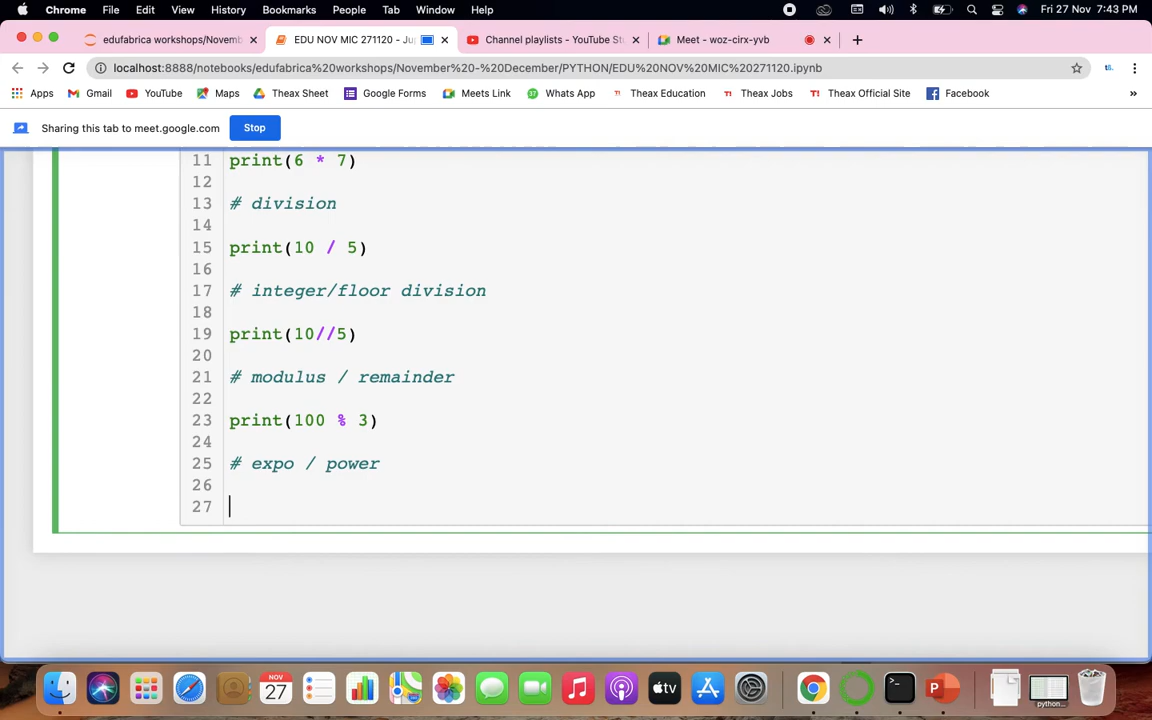 Chrome File Edit View History Bookmarks People Tab Window Help Fri 27 Nov 7:43 PM
edufabrica workshops/Novemb EDU NOV MIC 271120 - Ju Channel playlists - YouTube St Meet - woz-cirx-yvb
localhost:8888/notebooks/edufabrica%20workshops/November%20-%20December/PYTHON/EDU%20NOV%20MIC%20271120.ipynb
Apps Gmail YouTube Maps Theax Sheet Google Forms Meets Link Whats App Theax Education Theax Jobs Theax Official Site Facebook »
Sharing this tab to meet.google.com Stop
11 print(6 * 7)
12
13 # division
14
15 print(10 / 5)
16
17 # integer/floor division
18
19 print(10//5)
20
21 # modulus / remainder
22
23 print(100 % 3)
24
25 # expo / power
26
27
NOV
27
tv
python...